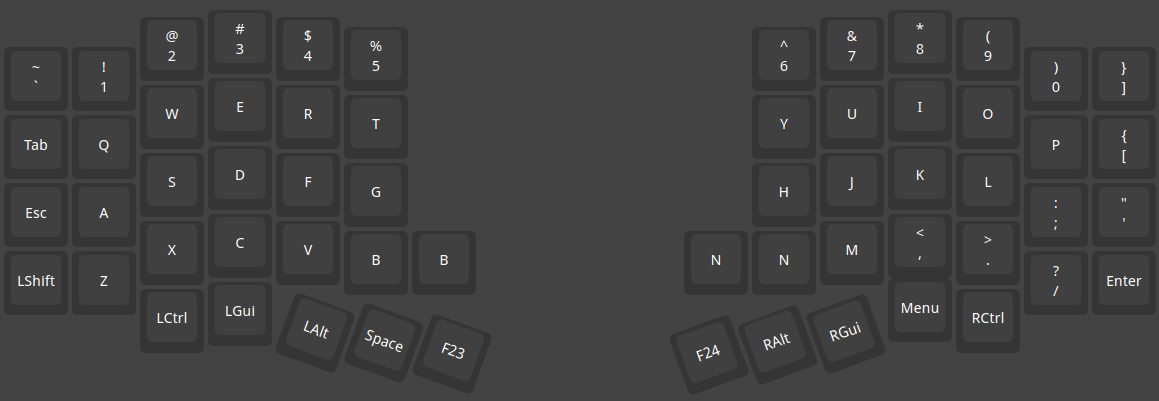 ~ ! @ # $ % ^ & * ( ) }
` 1 2 3 4 5 6 7 8 9 0 ]
Tab Q W E R T Y U I O P {
[
Esc A S D F G H J K L : "
; '
LShift Z X C V B B N N M < > ? Enter
, . /
LCtrl LGui LAlt Space F23 F24 RAlt RGui Menu RCtrl